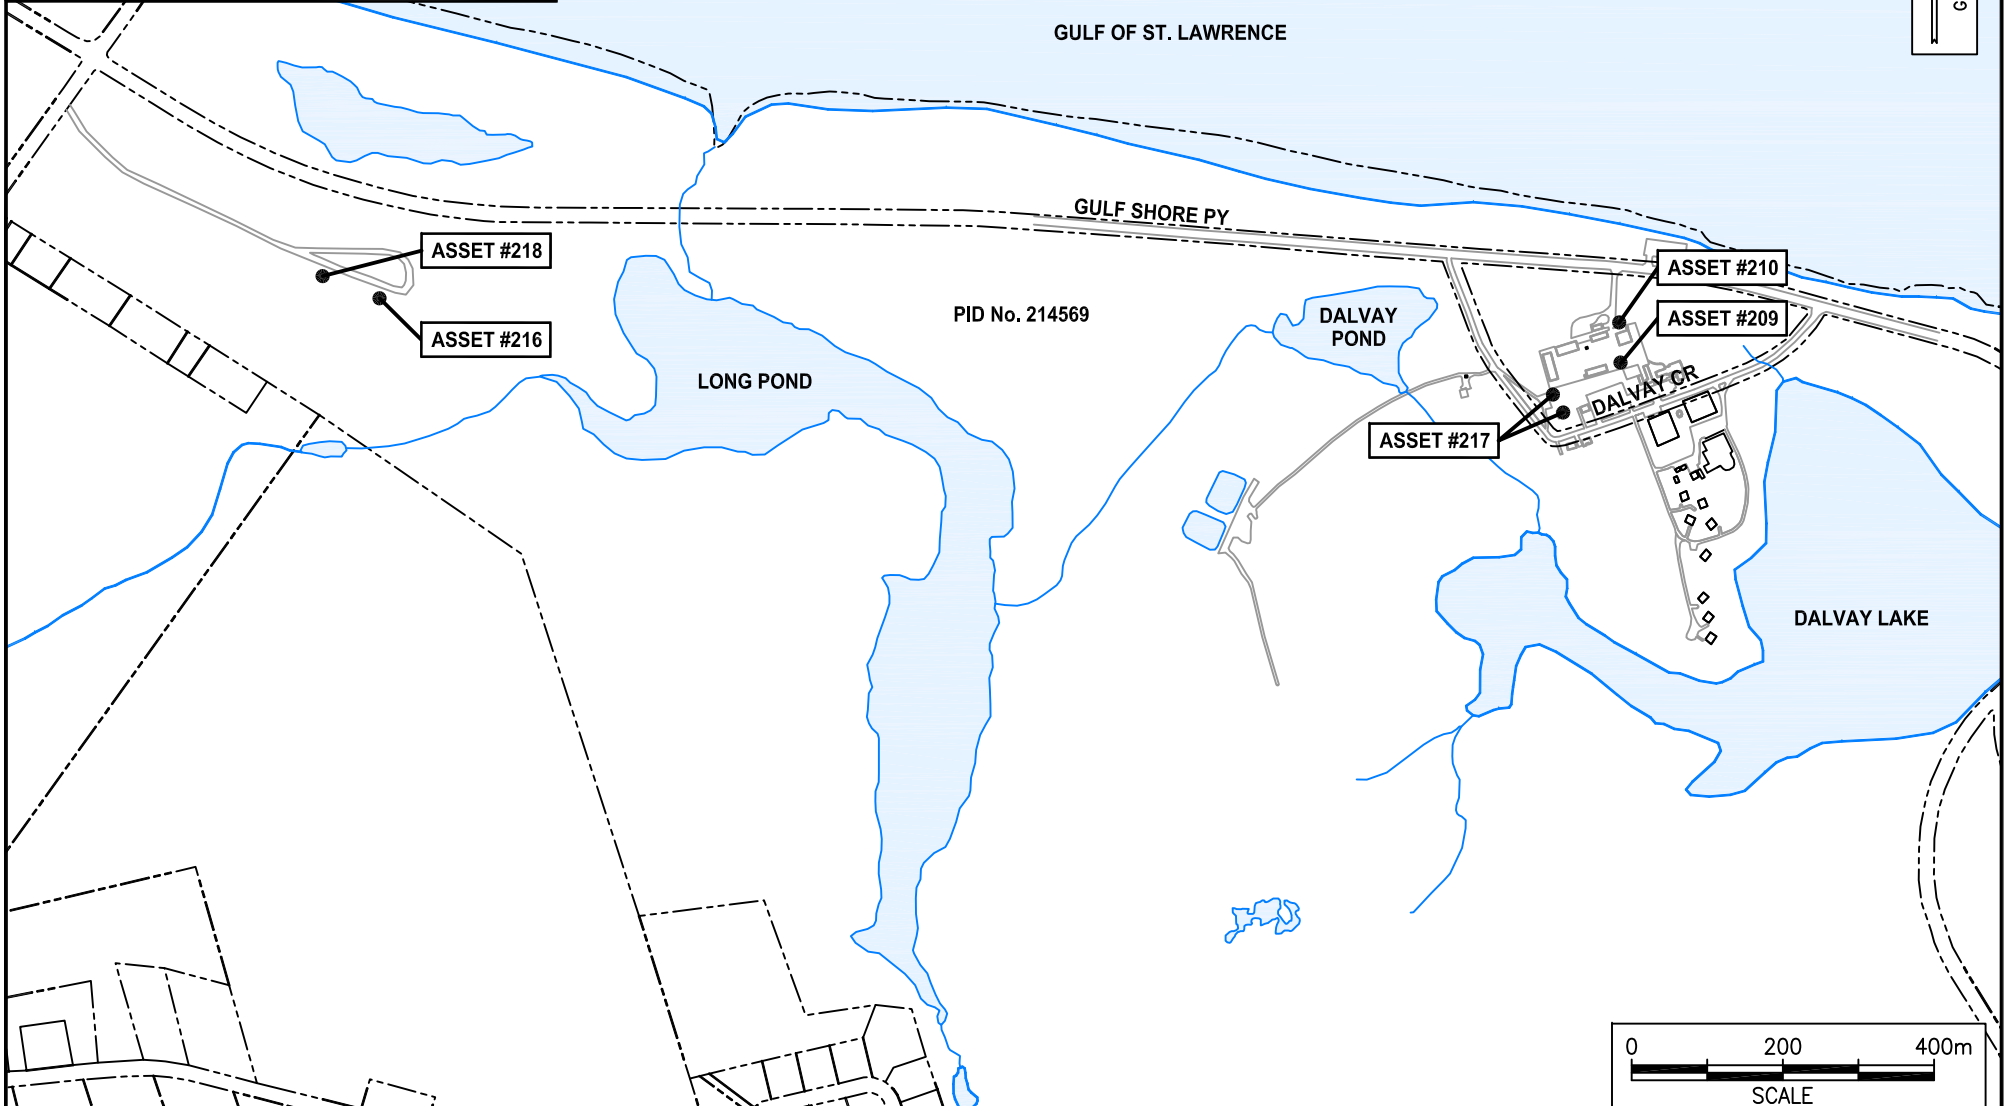 GULF OF ST. LAWRENCE
G
GULF SHORE PY
ASSET #218
ASSET #210
PID No. 214569
DALVAY
POND
ASSET #209
ASSET #216
LONG POND
DALVAY CR
ASSET #217
DALVAY LAKE
0 200 400m
SCALE